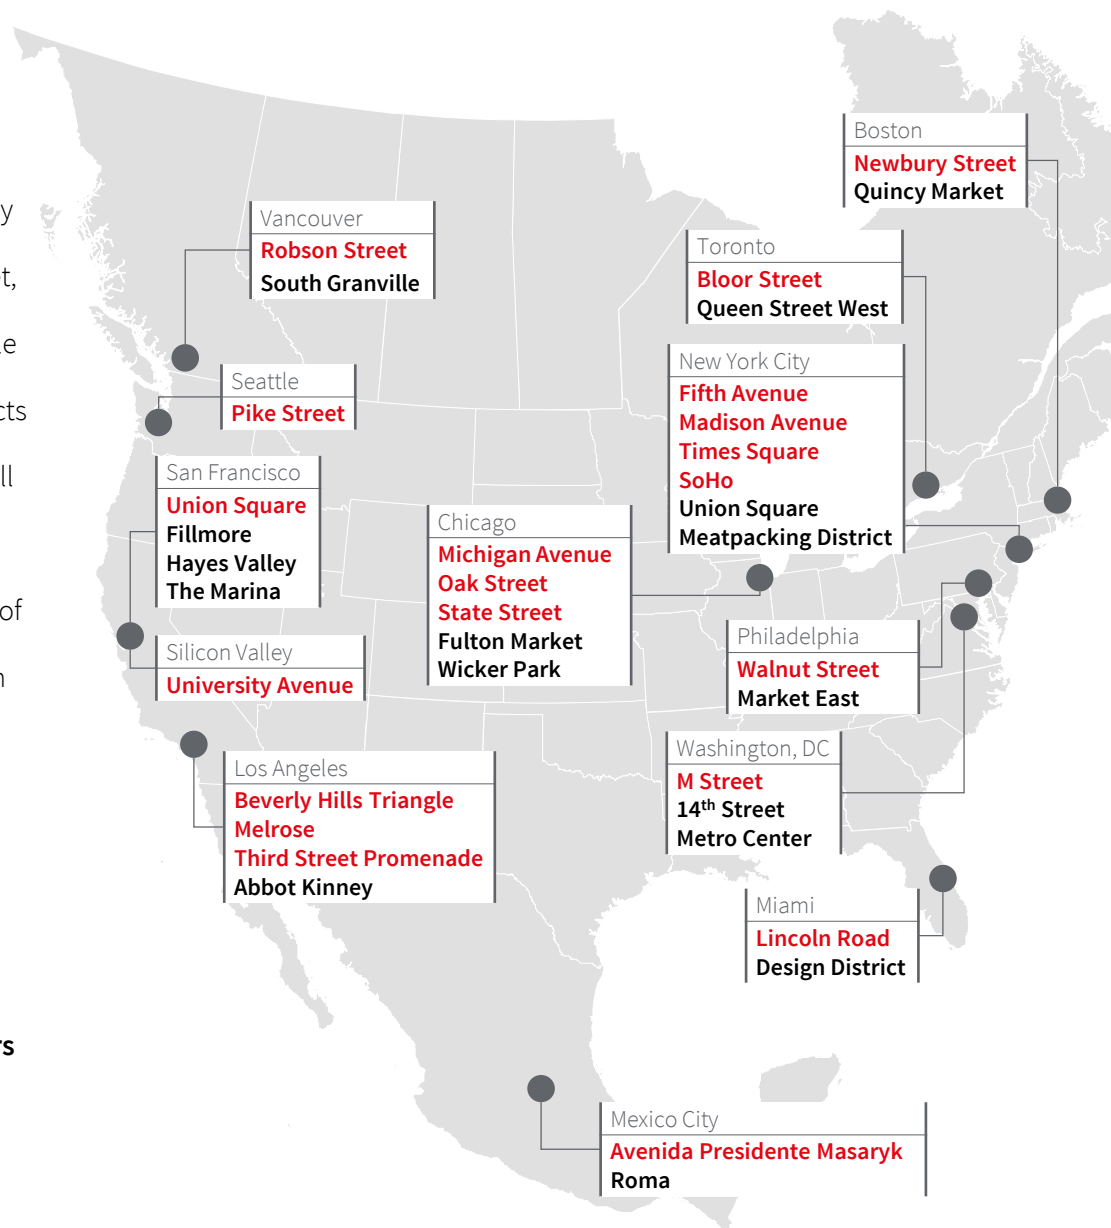 Boston
Newbury Street
Quincy Market
Vancouver
Robson Street
South Granville
Toronto
Bloor Street
Queen Street West
New York City
Fifth Avenue
Madison Avenue
Times Square
SoHo
Union Square
Meatpacking District
Seattle
Pike Street
San Francisco
Union Square
Fillmore
Hayes Valley
The Marina
Chicago
Michigan Avenue
Oak Street
State Street
Fulton Market
Wicker Park
of
Silicon Valley
University Avenue
Philadelphia
Walnut Street
Market East
Washington, DC
M Street
14th Street
Metro Center
Los Angeles
Beverly Hills Triangle
Melrose
Third Street Promenade
Abbot Kinney
Miami
Lincoln Road
Design District
Mexico City
Avenida Presidente Masaryk
Roma